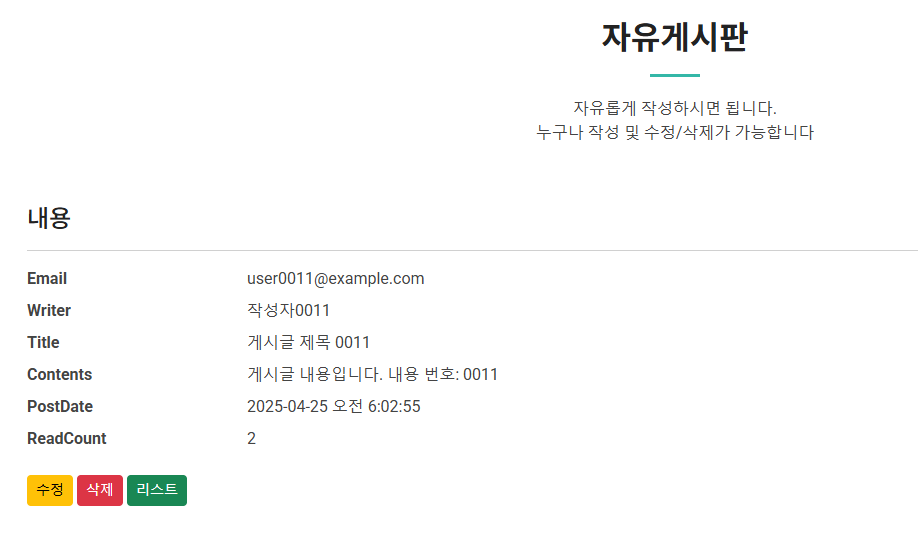 자유게시판
자유롭게 작성하시면 됩니다.
누구나 작성 및 수정/삭제가 가능합니다
내용
Email user0011@example.com
Writer 작성자0011
Title 게시글 제목 0011
Contents 게시글 내용입니다. 내용 번호: 0011
PostDate 2025-04-25 오전 6:02:55
ReadCount 2
수정 삭제 리스트